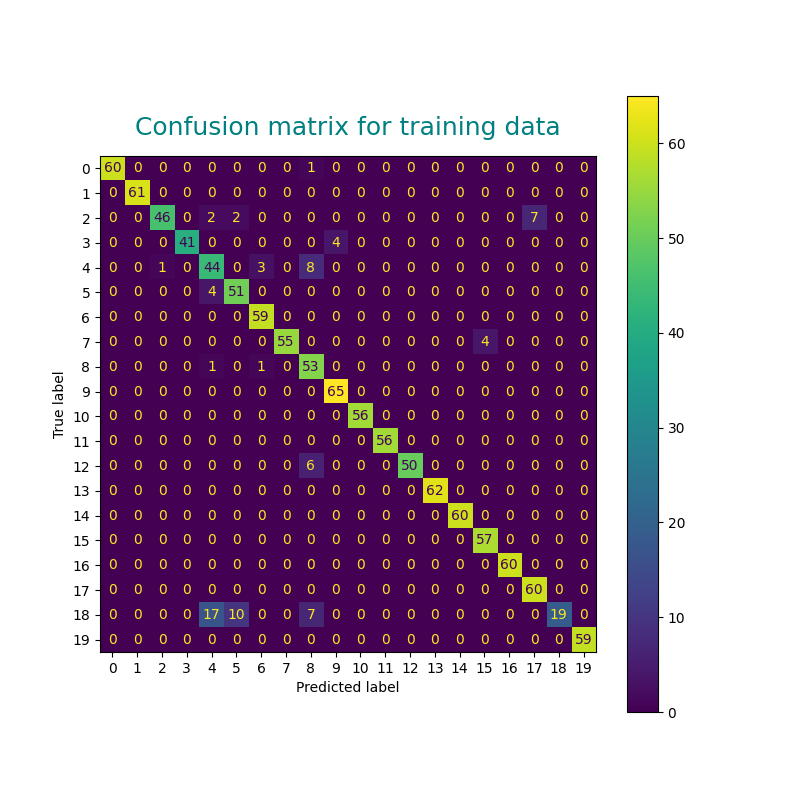 Confusion matrix for training data
0 60 0 0 0 0 0 0 0 1 0 0 0 0 0 0 0 0 0 0 0
1 0 61 0 0 0 0 0 0 0 0 0 0 0 0 0 0 0 0 0 0
2 0 0 46 0 2 2 0 0 0 0 0 0 0 0 0 0 0 7 0 0
3 0 0 0 41 0 0 0 0 0 4 0 0 0 0 0 0 0 0 0 0
4 0 0 1 0 44 0 3 0 8 0 0 0 0 0 0 0 0 0 0 0
5 0 0 0 0 4 51 0 0 0 0 0 0 0 0 0 0 0 0 0 0
6 0 0 0 0 0 0 59 0 0 0 0 0 0 0 0 0 0 0 0 0
7 0 0 0 0 0 0 0 55 0 0 0 0 0 0 0 4 0 0 0 0
8 0 0 0 0 1 0 1 0 53 0 0 0 0 0 0 0 0 0 0 0
9 0 0 0 0 0 0 0 0 0 65 0 0 0 0 0 0 0 0 0 0
10 0 0 0 0 0 0 0 0 0 0 56 0 0 0 0 0 0 0 0 0
11 0 0 0 0 0 0 0 0 0 0 0 56 0 0 0 0 0 0 0 0
12 0 0 0 0 0 0 0 0 6 0 0 0 50 0 0 0 0 0 0 0
13 0 0 0 0 0 0 0 0 0 0 0 0 0 62 0 0 0 0 0 0
14 0 0 0 0 0 0 0 0 0 0 0 0 0 0 60 0 0 0 0 0
15 0 0 0 0 0 0 0 0 0 0 0 0 0 0 0 57 0 0 0 0
16 0 0 0 0 0 0 0 0 0 0 0 0 0 0 0 0 60 0 0 0
17 0 0 0 0 0 0 0 0 0 0 0 0 0 0 0 0 0 60 0 0
18 0 0 0 0 17 10 0 0 7 0 0 0 0 0 0 0 0 0 19 0
19 0 0 0 0 0 0 0 0 0 0 0 0 0 0 0 0 0 0 0 59
0 1 2 3 4 5 6 7 8 9 10 11 12 13 14 15 16 17 18 19
Predicted label
True label
60
50
40
30
20
10
0